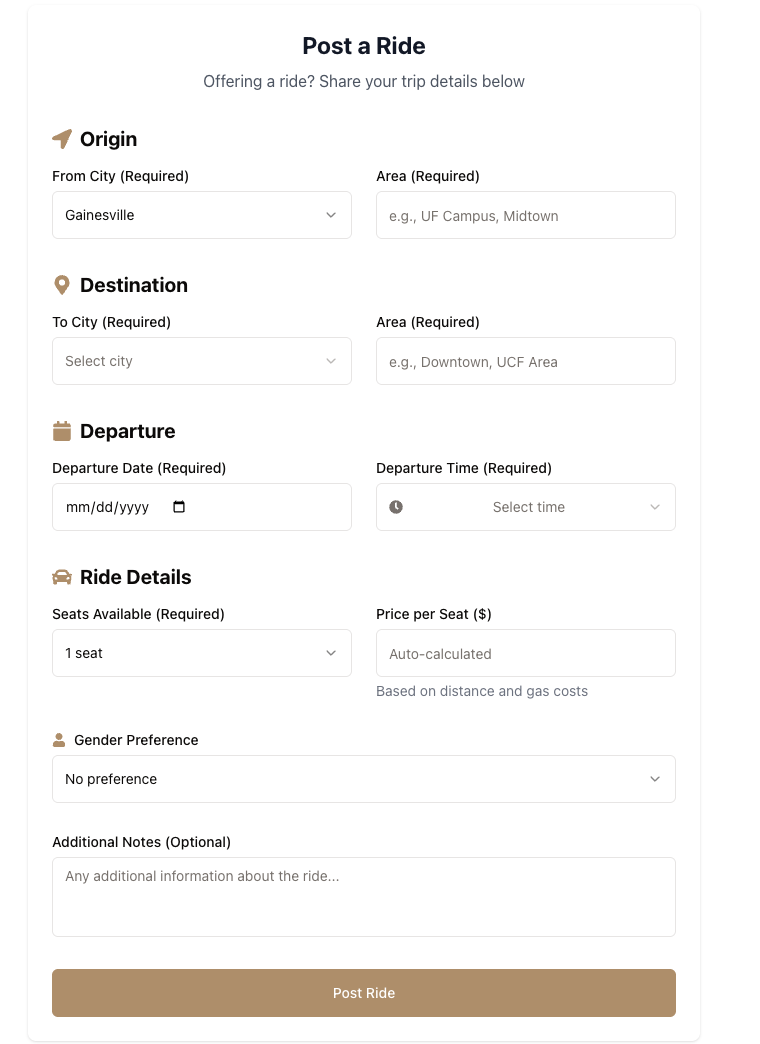 Post a Ride
Offering a ride? Share your trip details below
Origin
From City (Required)
Area (Required)
Gainesville
e.g., UF Campus, Midtown
Destination
To City (Required)
Area (Required)
Select city
e.g., Downtown, UCF Area
Departure
Departure Date (Required)
Departure Time (Required)
mm/dd/yyyy
Select time
Ride Details
Seats Available (Required)
Price per Seat ($)
1 seat
Auto-calculated
Based on distance and gas costs
Gender Preference
No preference
Additional Notes (Optional)
Any additional information about the ride...
Post Ride